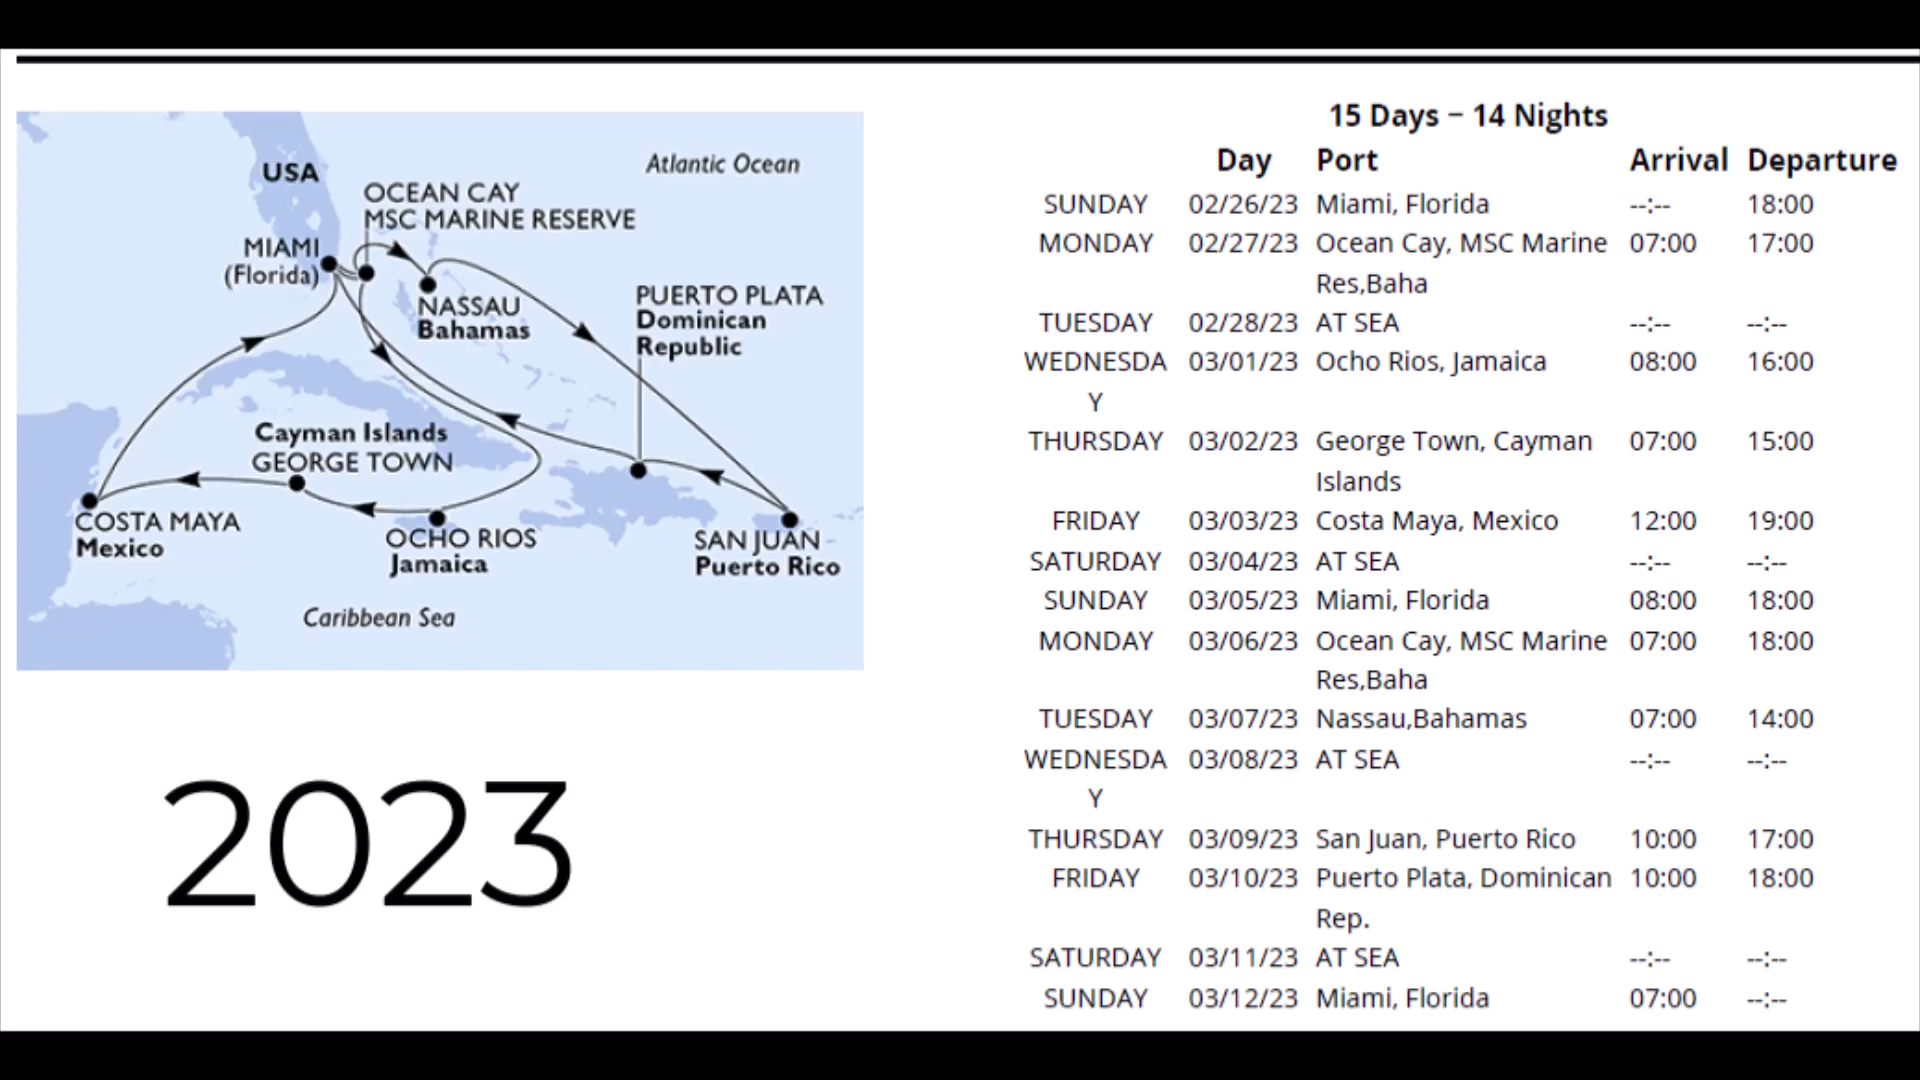 Atlantic Ocean
USA
OCEAN CAY
MSC MARINE RESERVE
MIAMI
(Florida)
NASSAU
Bahamas
PUERTO PLATA
Dominican
Republic
Cayman Islands
GEORGE TOWN
COSTA MAYA
Mexico
OCHO RIOS
Jamaica
SAN JUAN
Puerto Rico
Caribbean Sea
2023
15 Days – 14 Nights
Day Port Arrival Departure
SUNDAY 02/26/23 Miami, Florida --:-- 18:00
MONDAY 02/27/23 Ocean Cay, MSC Marine 07:00 17:00
Res,Baha
TUESDAY 02/28/23 AT SEA --:-- --:--
WEDNESDA 03/01/23 Ocho Rios, Jamaica 08:00 16:00
Y
THURSDAY 03/02/23 George Town, Cayman 07:00 15:00
Islands
FRIDAY 03/03/23 Costa Maya, Mexico 12:00 19:00
SATURDAY 03/04/23 AT SEA --:-- --:--
SUNDAY 03/05/23 Miami, Florida 08:00 18:00
MONDAY 03/06/23 Ocean Cay, MSC Marine 07:00 18:00
Res,Baha
TUESDAY 03/07/23 Nassau,Bahamas 07:00 14:00
WEDNESDA 03/08/23 AT SEA --:-- --:--
Y
THURSDAY 03/09/23 San Juan, Puerto Rico 10:00 17:00
FRIDAY 03/10/23 Puerto Plata, Dominican 10:00 18:00
Rep.
SATURDAY 03/11/23 AT SEA --:-- --:--
SUNDAY 03/12/23 Miami, Florida 07:00 --:--